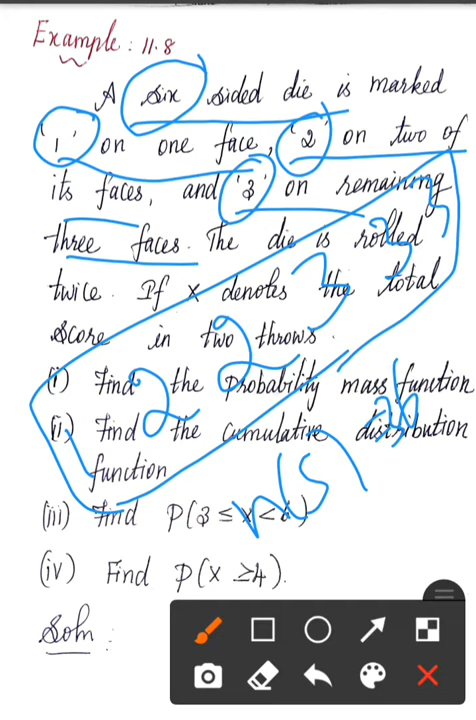 Example: 11.8
A six sided die is marked
'1' on one face, '2' on two of
its faces, and '3' on remaining
three faces. The die is rolled
twice. If x denotes the total
score in two throws.
(i) Find the probability mass function
(ii) Find the cumulative distribution
function
(iii) Find P(3 ≤ x <
(iv) Find P(x ≥ 4).
Soln :